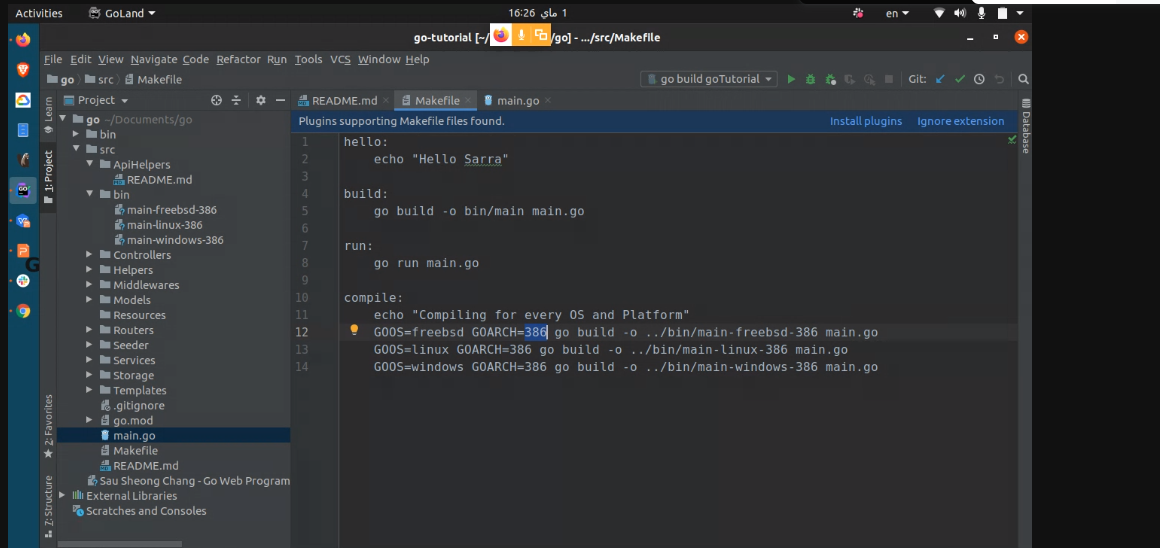 Activities GoLand 1 ماي 16:26 en
go-tutorial [~/ /go] - .../src/Makefile
File Edit View Navigate Code Refactor Run Tools VCS Window Help
go src Makefile go build goTutorial Git:
Learn Project README.md Makefile main.go
Plugins supporting Makefile files found. Install plugins Ignore extension
Database
1: Project
go ~/Documents/go
bin
src
ApiHelpers
README.md
bin
main-freebsd-386
main-linux-386
main-windows-386
Controllers
Helpers
Middlewares
Models
Resources
Routers
Seeder
Services
Storage
Templates
.gitignore
go.mod
main.go
Makefile
README.md
Sau Sheong Chang - Go Web Program
External Libraries
Scratches and Consoles
2: Favorites
Z: Structure
1 hello:
2 echo "Hello Sarra"
3
4 build:
5 go build -o bin/main main.go
6
7 run:
8 go run main.go
9
10 compile:
11 echo "Compiling for every OS and Platform"
12 GOOS=freebsd GOARCH=386 go build -o ../bin/main-freebsd-386 main.go
13 GOOS=linux GOARCH=386 go build -o ../bin/main-linux-386 main.go
14 GOOS=windows GOARCH=386 go build -o ../bin/main-windows-386 main.go